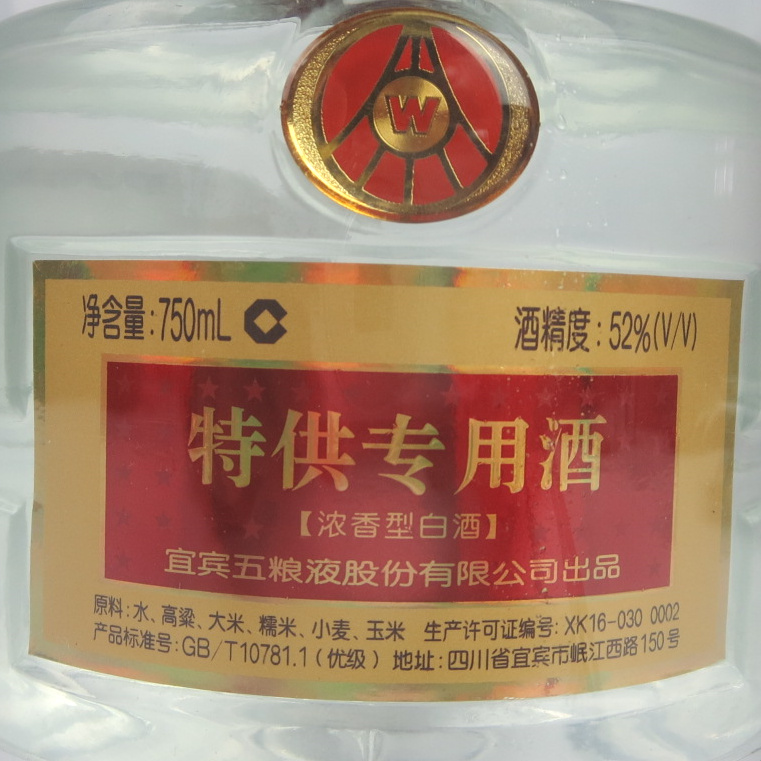 W
净含量:750mL
酒精度:52%(V/V)
特供专用酒
【浓香型白酒】
宜宾五粮液股份有限公司出品
原料:水、高粱、大米、糯米、小麦、玉米 生产许可证编号:XK16-030 0002
产品标准号:GB/T10781.1(优级) 地址:四川省宜宾市岷江西路150号